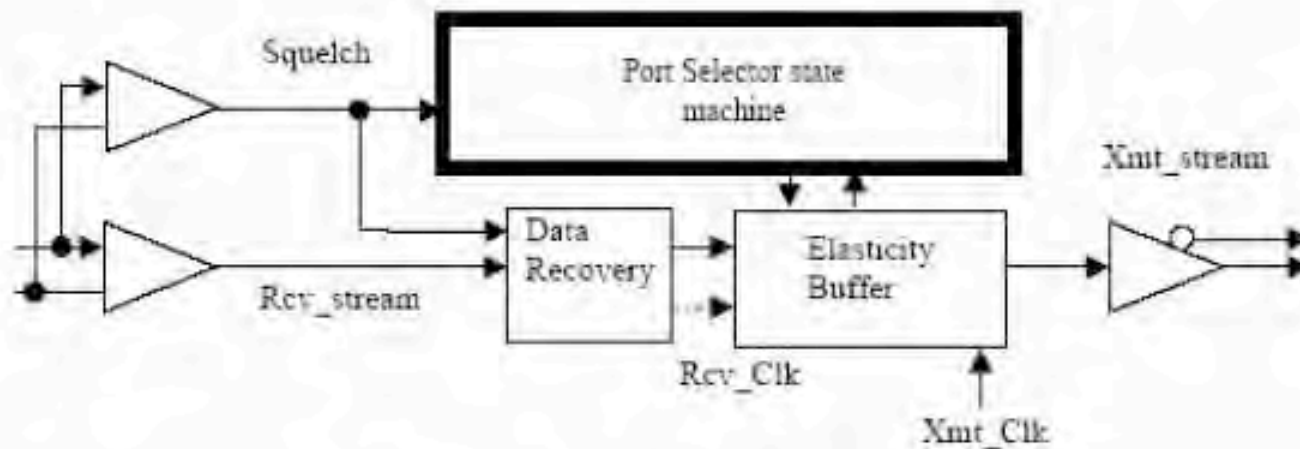 Squelch
Port Selector state
machine
Xmt_stream
Data
Recovery
Elasticity
Buffer
Rcv_stream
Rcv_Clk
Xmt_Clk